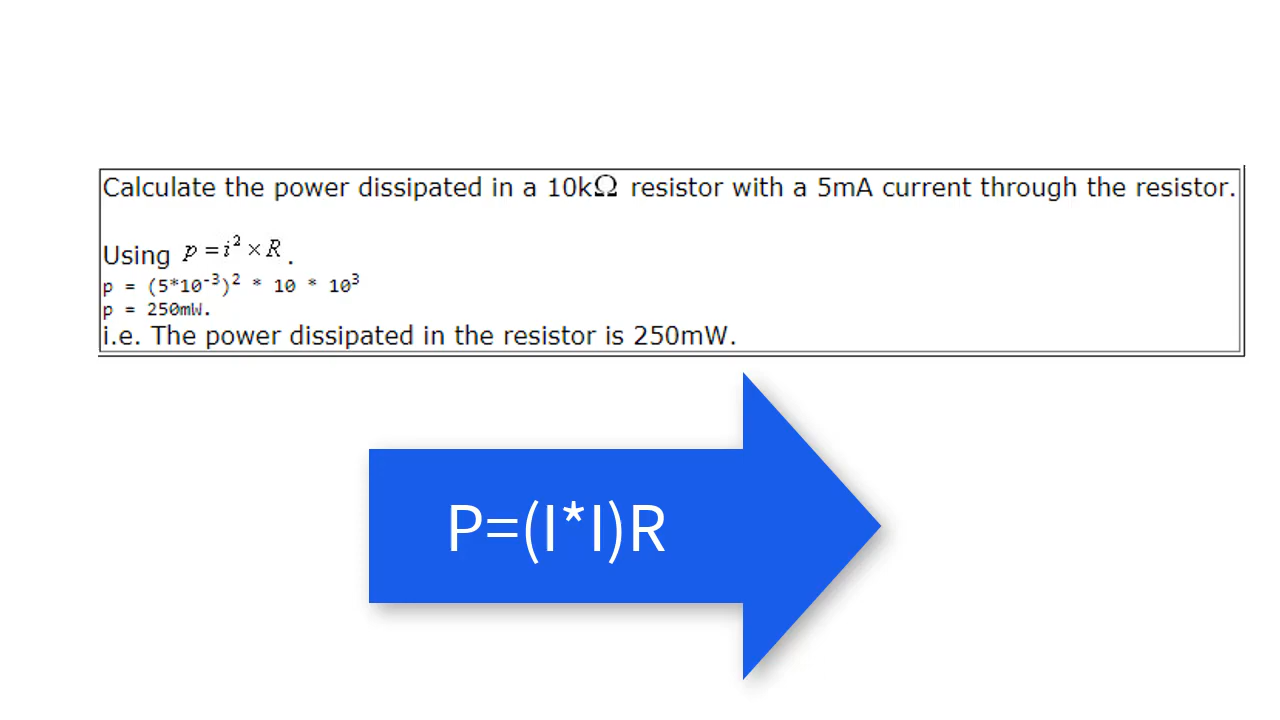 Calculate the power dissipated in a 10kΩ resistor with a 5mA current through the resistor.
Using p = i² × R .
p = (5*10⁻³)² * 10 * 10³
p = 250mW.
i.e. The power dissipated in the resistor is 250mW.
P=(I*I)R